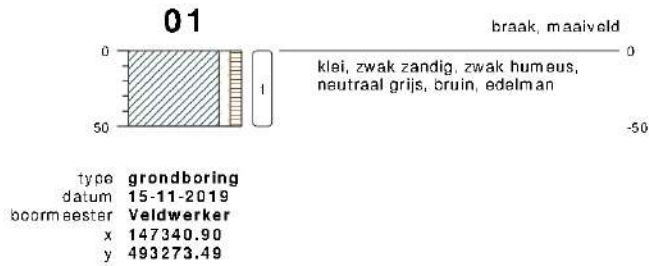 01
braak, maaiveld
0
0
klei, zwak zandig, zwak humeus,
neutraal grijs, bruin, edelman
1
50
-50
type grondboring
datum 15-11-2019
boormeester Veldwerker
x 147340.90
y 493273.49